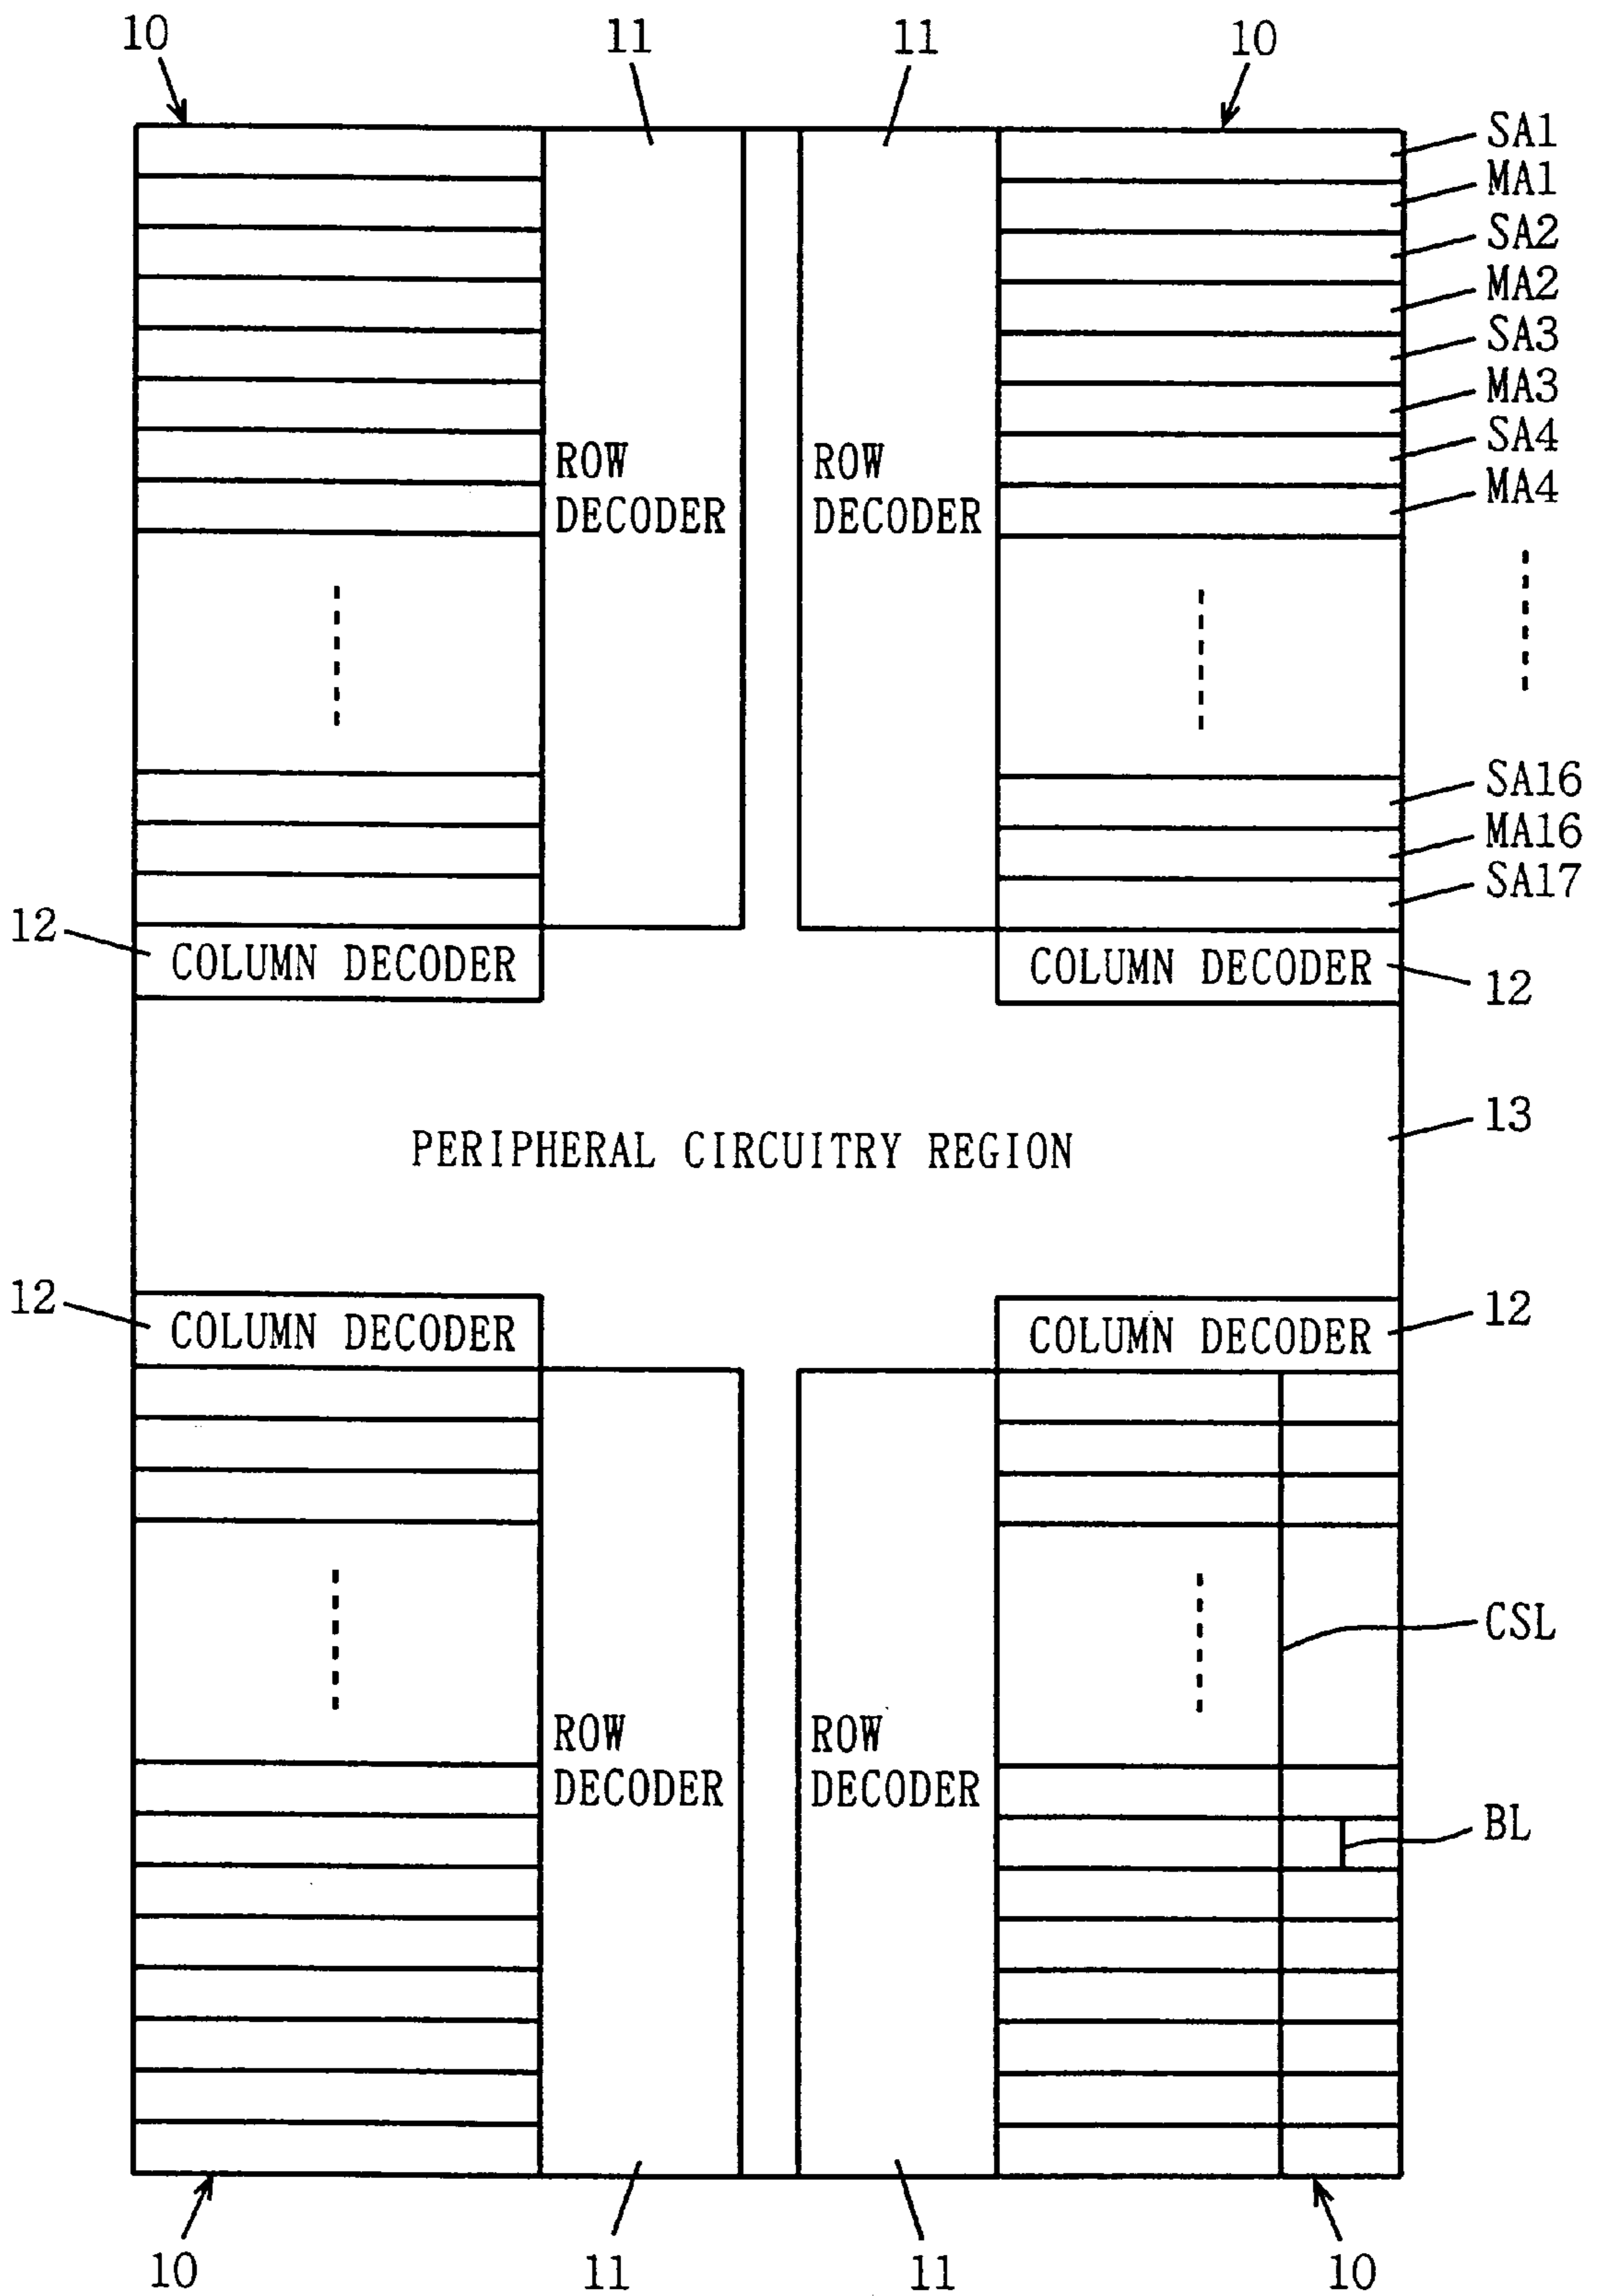 10
11
11
10
SA1
MA1
SA2
MA2
SA3
MA3
SA4
MA4
ROW
DECODER
ROW
DECODER
SA16
MA16
SA17
12
COLUMN DECODER
COLUMN DECODER
12
PERIPHERAL CIRCUITRY REGION
13
12
COLUMN DECODER
COLUMN DECODER
12
CSL
ROW
DECODER
ROW
DECODER
BL
10
11
11
10